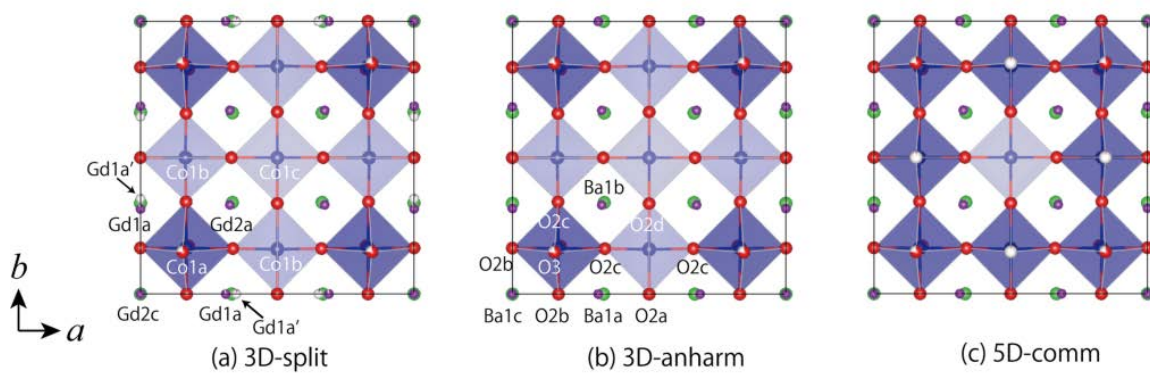 Gd1a'
Gd1a
Gd2a
Co1b
Co1c
Co1a
Co1b
Gd2c
Gd1a
Gd1a'
b
a
(a) 3D-split
Ba1b
O2c
O2d
O2b
O3
O2c
O2c
Ba1c
O2b
Ba1a
O2a
(b) 3D-anharm
(c) 5D-comm